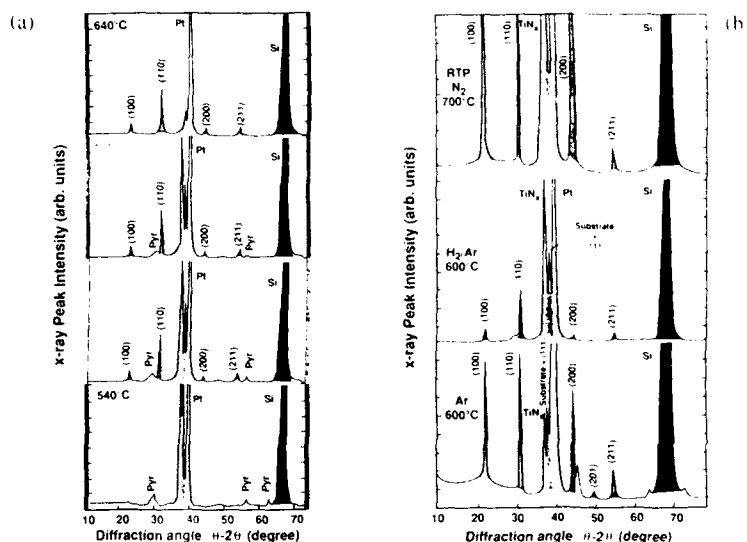 (a)
x-ray Peak Intensity (arb. units)
640°C
(100)
(110)
Pt
(200)
(211)
Si
(100)
Pyr
(110)
Pt
(200)
(211)
Pyr
Si
(100)
Pyr
(110)
Pt
(200)
(211)
Pyr
Si
540°C
Pyr
Pt
Pyr
Pyr
Si
10 20 30 40 50 60 70
Diffraction angle θ-2θ (degree)
(b)
x-ray Peak Intensity (arb. units)
RTP
N₂
700°C
(100)
(110)
TiNₓ
(200)
(211)
Si
H₂/Ar
600°C
(100)
110)
TiNₓ
Pt
Substrate
(200)
(211)
Si
Ar
600°C
(100)
(110)
TiNₓ
Substrate
(200)
(201)
(211)
Si
10 20 30 40 50 60 70
Diffraction angle θ-2θ (degree)